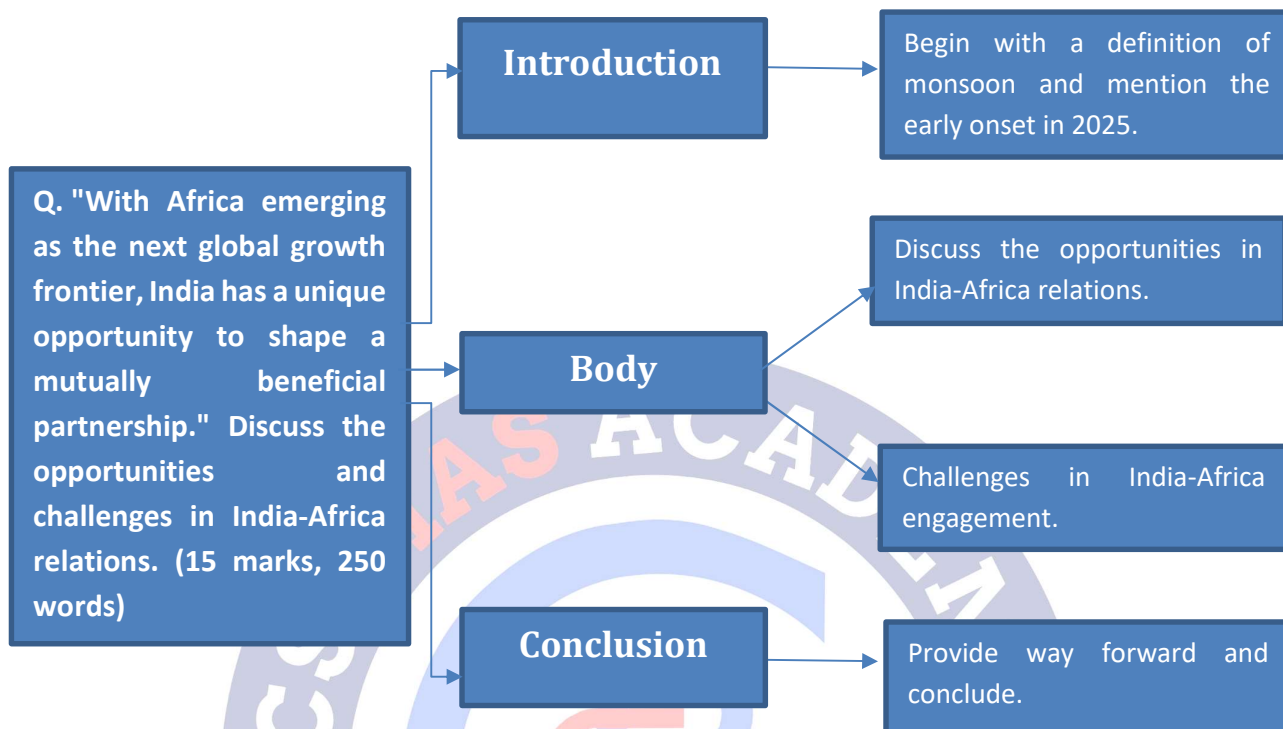 Q. "With Africa emerging
as the next global growth
frontier, India has a unique
opportunity to shape a
mutually beneficial
partnership." Discuss the
opportunities and
challenges in India-Africa
relations. (15 marks, 250
words)
Introduction
Begin with a definition of
monsoon and mention the
early onset in 2025.
Body
Discuss the opportunities in
India-Africa relations.
Challenges in India-Africa
engagement.
Conclusion
Provide way forward and
conclude.